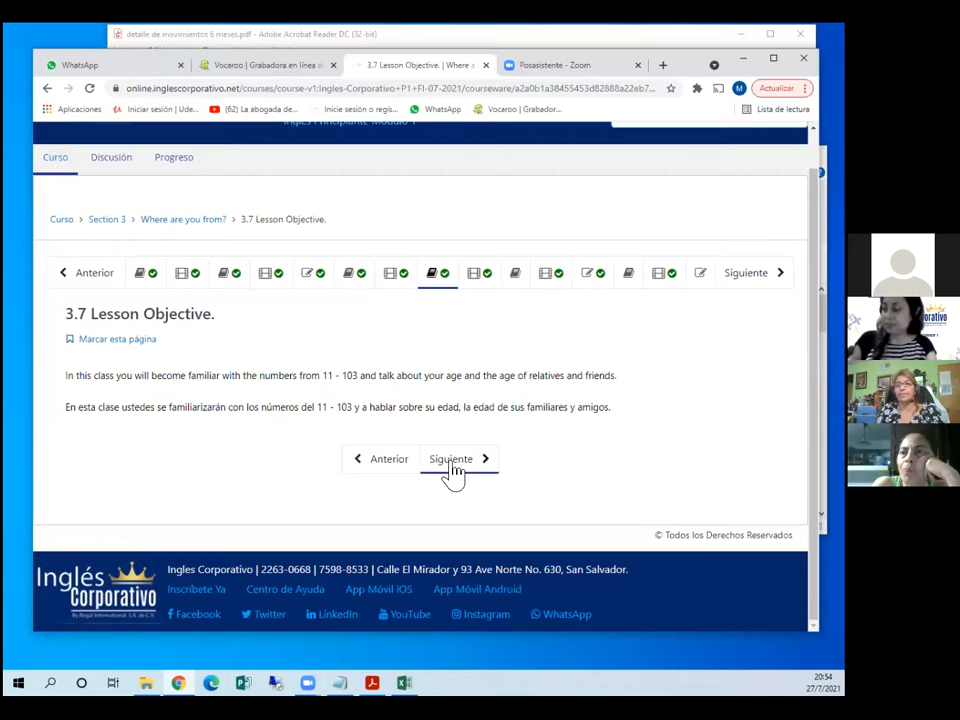 detalle de movimientos 6 meses.pdf - Adobe Acrobat Reader DC (32-bit)
WhatsApp
Vocaroo | Grabadora en línea d
3.7 Lesson Objective. | Where a
Posasistente - Zoom
online.inglescorporativo.net/courses/course-v1:Ingles-Corporativo+P1+FI-07-2021/courseware/a2a0b1a38455453d82888a22eb7...
M
Actualizar
Aplicaciones
Iniciar sesión | Ude...
(62) La abogada de...
Inicie sesión o regis...
WhatsApp
Vocaroo | Grabador...
Lista de lectura
Inglés Principiante Módulo 1
Curso
Discusión
Progreso
Curso > Section 3 > Where are you from? > 3.7 Lesson Objective.
Anterior
Siguiente
3.7 Lesson Objective.
Marcar esta página
In this class you will become familiar with the numbers from 11 - 103 and talk about your age and the age of relatives and friends.
En esta clase ustedes se familiarizarán con los números del 11 - 103 y a hablar sobre su edad, la edad de sus familiares y amigos.
Anterior
Siguiente
© Todos los Derechos Reservados
Inglés Corporativo
Ingles Corporativo | 2263-0668 | 7598-8533 | Calle El Mirador y 93 Ave Norte No. 630, San Salvador.
Inscríbete Ya
Centro de Ayuda
App Móvil iOS
App Móvil Android
Facebook
Twitter
LinkedIn
YouTube
Instagram
WhatsApp
20:54
27/7/2021